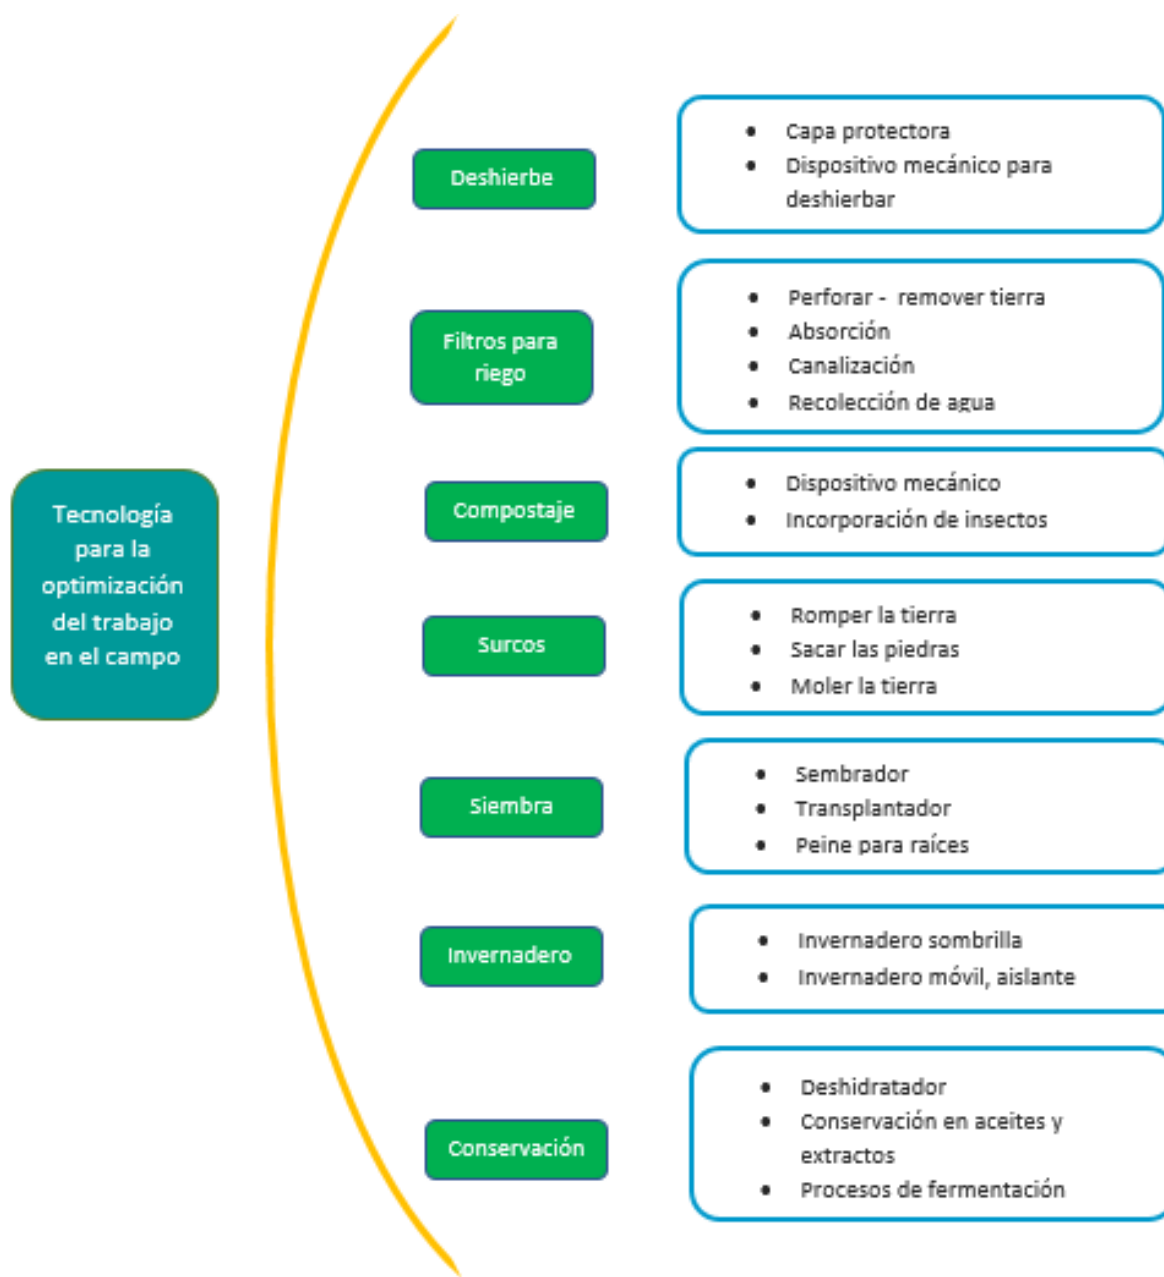 Tecnología
para la
optimización
del trabajo
en el campo
Deshierbe
• Capa protectora
• Dispositivo mecánico para
deshierbar
Filtros para
riego
• Perforar - remover tierra
• Absorción
• Canalización
• Recolección de agua
Compostaje
• Dispositivo mecánico
• Incorporación de insectos
Surcos
• Romper la tierra
• Sacar las piedras
• Moler la tierra
Siembra
• Sembrador
• Transplantador
• Peine para raíces
Invernadero
• Invernadero sombrilla
• Invernadero móvil, aislante
Conservación
• Deshidratador
• Conservación en aceites y
extractos
• Procesos de fermentación